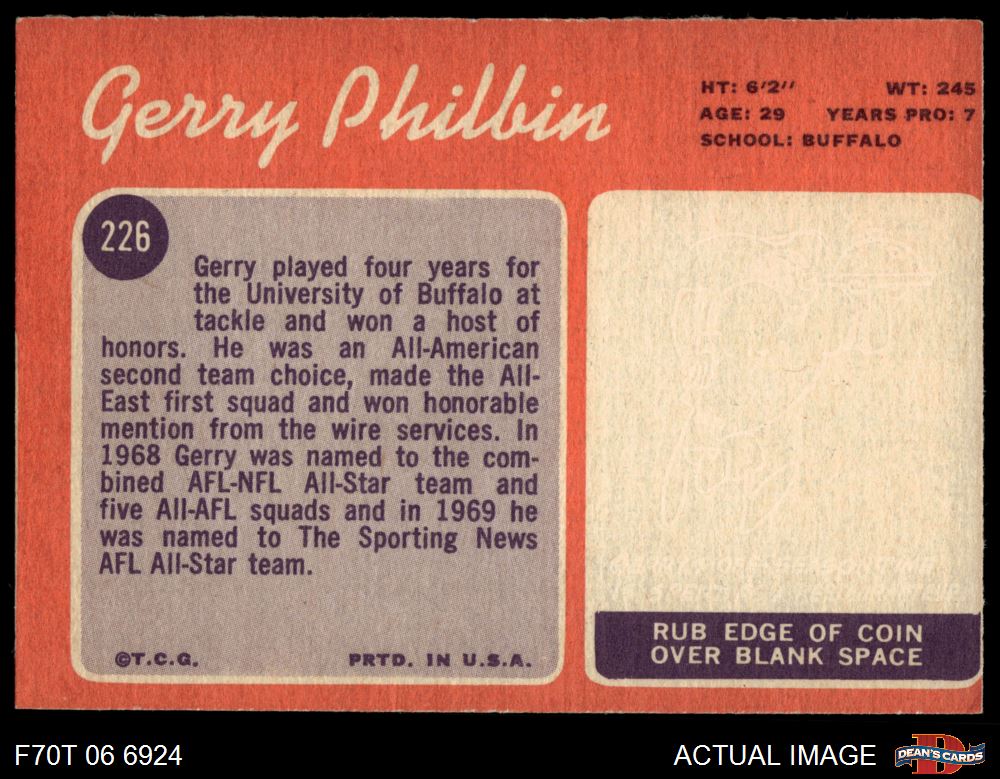 Gerry Philbin
HT: 6'2'' WT: 245
AGE: 29 YEARS PRO: 7
SCHOOL: BUFFALO
226
Gerry played four years for
the University of Buffalo at
tackle and won a host of
honors. He was an All-American
second team choice, made the All-
East first squad and won honorable
mention from the wire services. In
1968 Gerry was named to the com-
bined AFL-NFL All-Star team and
five All-AFL squads and in 1969 he
was named to The Sporting News
AFL All-Star team.
©T.C.G. PRTD. IN U.S.A.
RUB EDGE OF COIN
OVER BLANK SPACE
F70T 06 6924
ACTUAL IMAGE
DEAN'S CARDS